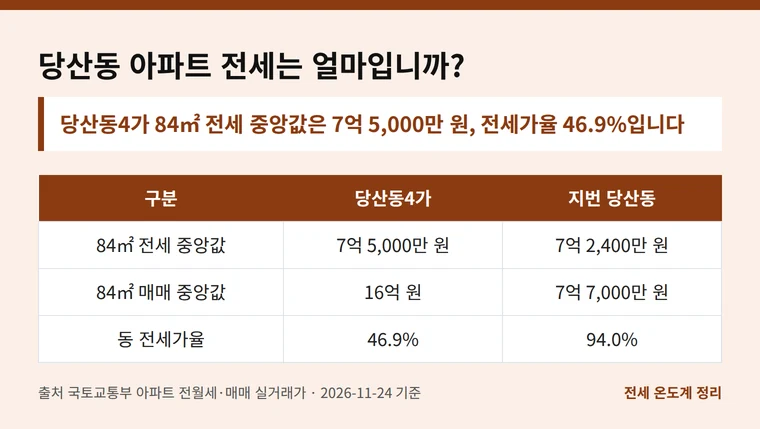 당산동 아파트 전세는 얼마입니까?
당산동4가 84㎡ 전세 중앙값은 7억 5,000만 원, 전세가율 46.9%입니다
구분 당산동4가 지번 당산동
84㎡ 전세 중앙값 7억 5,000만 원 7억 2,400만 원
84㎡ 매매 중앙값 16억 원 7억 7,000만 원
동 전세가율 46.9% 94.0%
출처 국토교통부 아파트 전월세·매매 실거래가 · 2026-11-24 기준 전세 온도계 정리